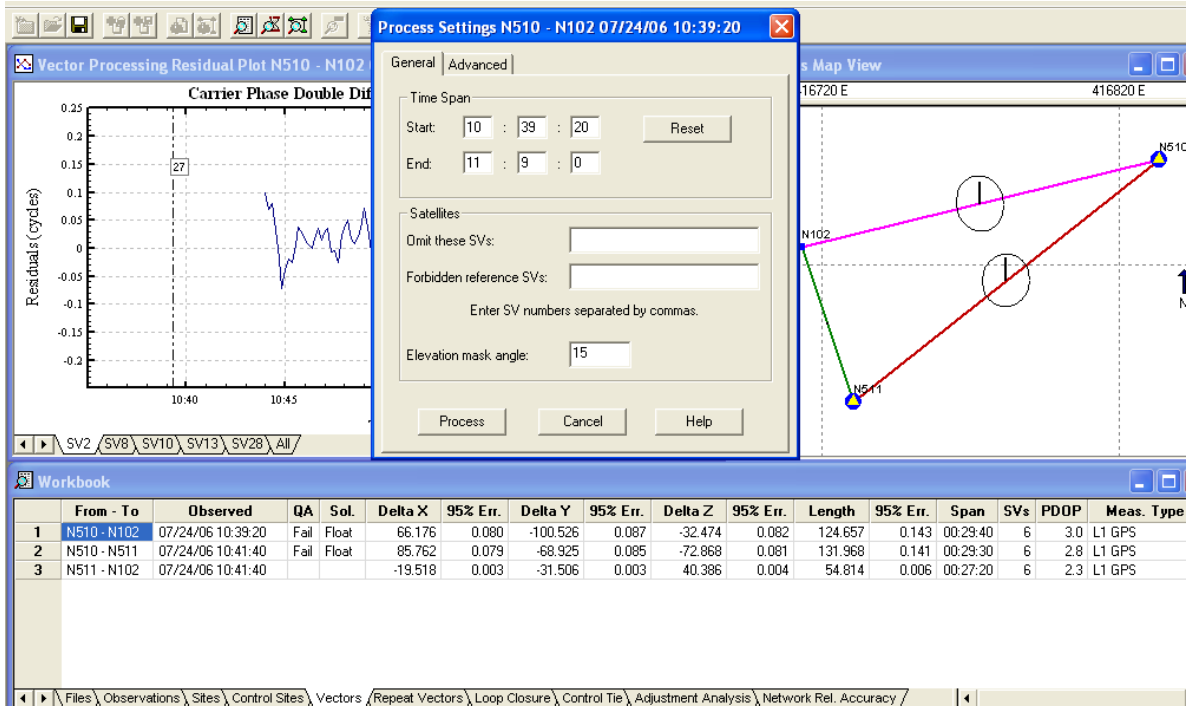 Process Settings N510 - N102 07/24/06 10:39:20
General Advanced
Time Span
Start: 10 : 39 : 20 Reset
End: 11 : 9 : 0
Satellites
Omit these SVs:
Forbidden reference SVs:
Enter SV numbers separated by commas.
Elevation mask angle: 15
Process Cancel Help
Vector Processing Residual Plot N510 - N102
Carrier Phase Double Dif
Residuals (cycles)
0.25
0.2
0.15
0.1
0.05
0
-0.05
-0.1
-0.15
-0.2
27
10:40 10:45
SV2 SV8 SV10 SV13 SV28 All
s Map View
16720 E 416820 E
N510
N102
N511
N
Workbook
From - To Observed QA Sol. Delta X 95% Err. Delta Y 95% Err. Delta Z 95% Err. Length 95% Err. Span SVs PDOP Meas. Type
1 N510 - N102 07/24/06 10:39:20 Fail Float 66.176 0.080 -100.526 0.087 -32.474 0.082 124.657 0.143 00:29:40 6 3.0 L1 GPS
2 N510 - N511 07/24/06 10:41:40 Fail Float 85.762 0.079 -68.925 0.085 -72.868 0.081 131.968 0.141 00:29:30 6 2.8 L1 GPS
3 N511 - N102 07/24/06 10:41:40 -19.518 0.003 -31.506 0.003 40.386 0.004 54.814 0.006 00:27:20 6 2.3 L1 GPS
Files Observations Sites Control Sites Vectors Repeat Vectors Loop Closure Control Tie Adjustment Analysis Network Rel. Accuracy